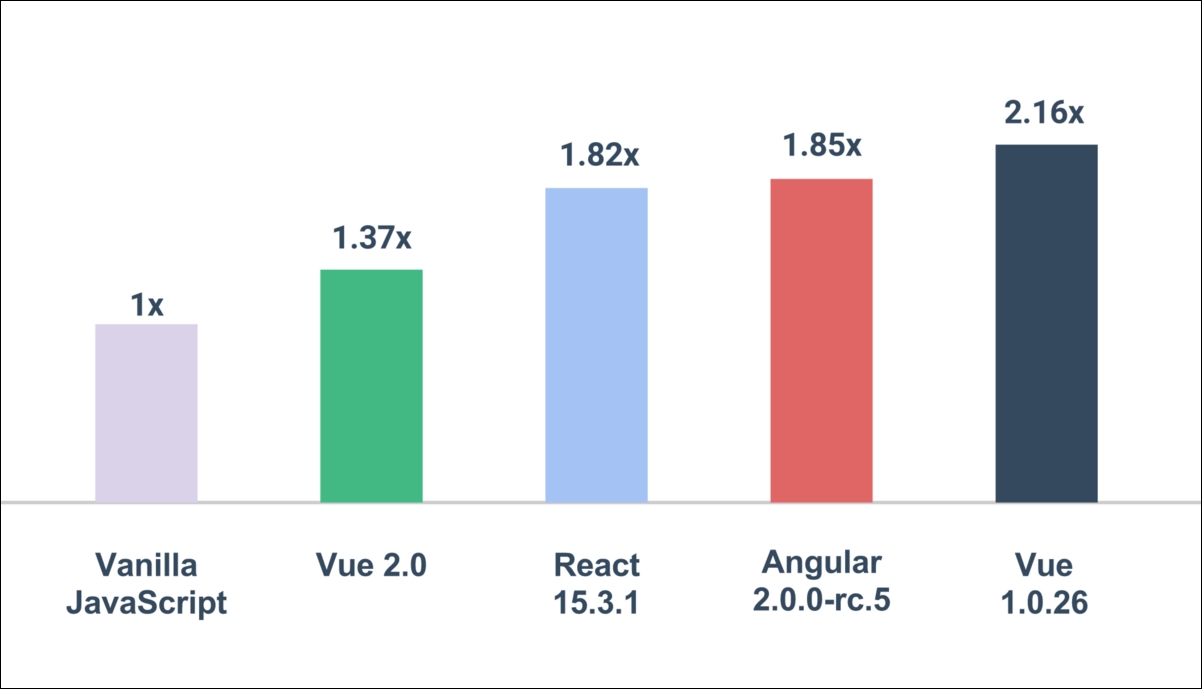 1x
1.37x
1.82x
1.85x
2.16x
Vanilla
JavaScript
Vue 2.0
React
15.3.1
Angular
2.0.0-rc.5
Vue
1.0.26